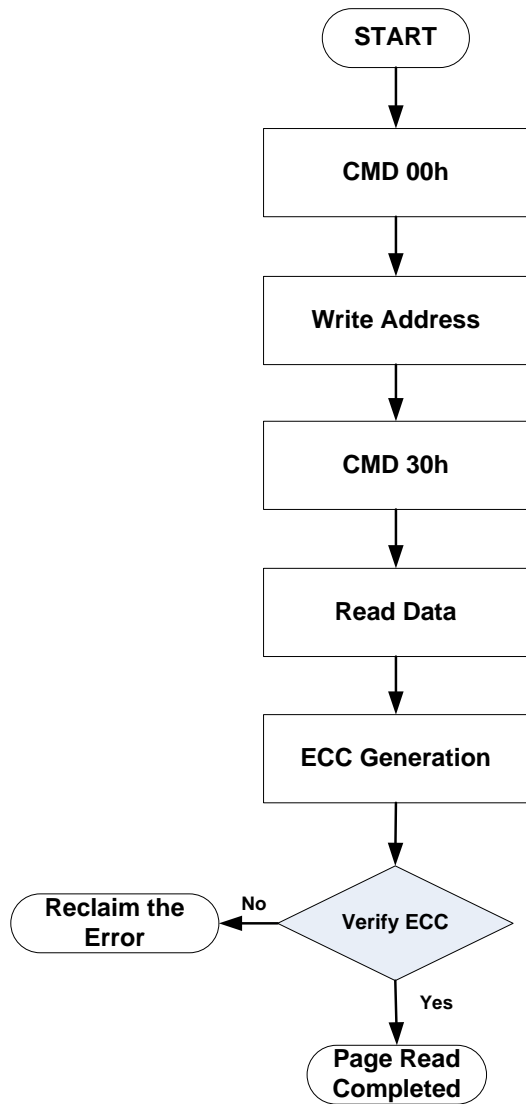 START
CMD 00h
Write Address
CMD 30h
Read Data
ECC Generation
Verify ECC
No
Reclaim the
Error
Yes
Page Read
Completed